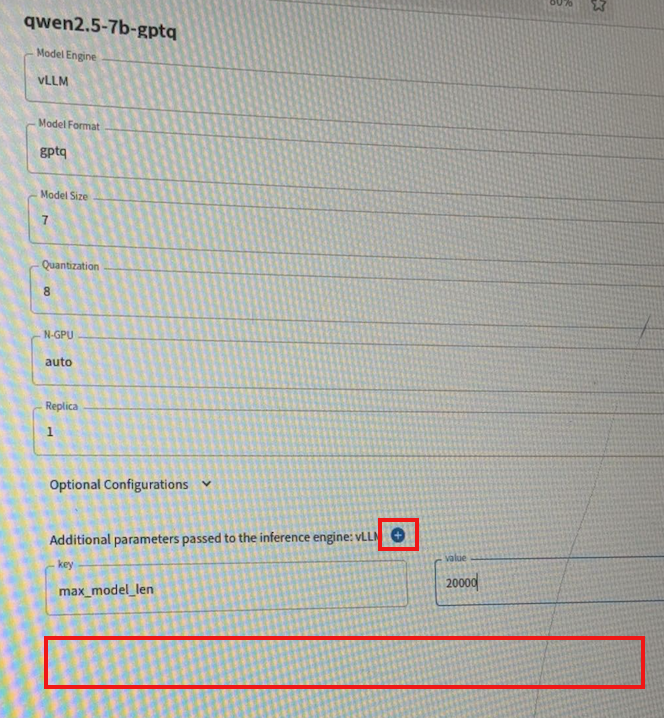 80%
qwen2.5-7b-gptq
Model Engine
vLLM
Model Format
gptq
Model Size
7
Quantization
8
N-GPU
auto
Replica
1
Optional Configurations
Additional parameters passed to the inference engine: vLLM
key
max_model_len
value
20000